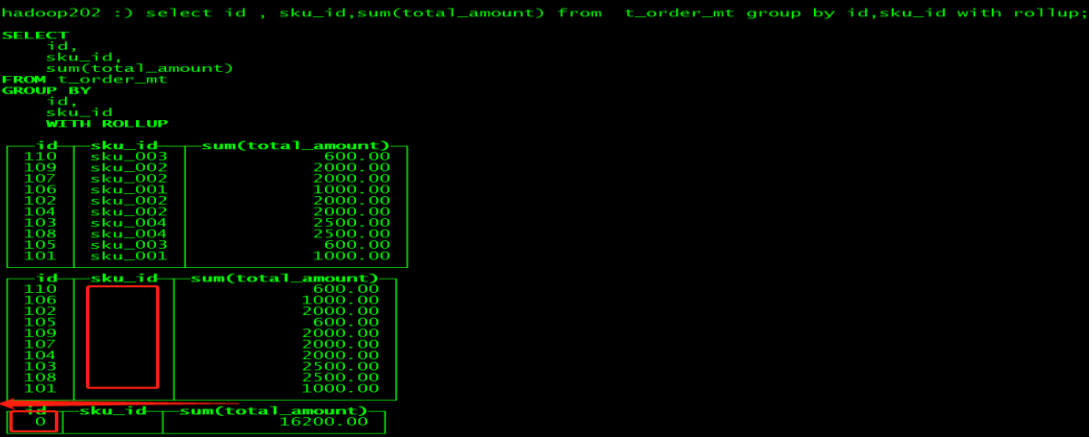 hadoop202 :) select id , sku_id,sum(total_amount) from  t_order_mt group by id,sku_id with rollup;
SELECT
id,
sku_id,
sum(total_amount)
FROM t_order_mt
GROUP BY
id,
sku_id
WITH ROLLUP
id sku_id sum(total_amount)
110 sku_003 600.00
109 sku_002 2000.00
107 sku_002 2000.00
106 sku_001 1000.00
102 sku_002 2000.00
104 sku_002 2000.00
103 sku_004 2500.00
108 sku_004 2500.00
105 sku_003 600.00
101 sku_001 1000.00
id sku_id sum(total_amount)
110 600.00
106 1000.00
102 2000.00
105 600.00
109 2000.00
107 2000.00
104 2000.00
103 2500.00
108 2500.00
101 1000.00
id sku_id sum(total_amount)
0 16200.00